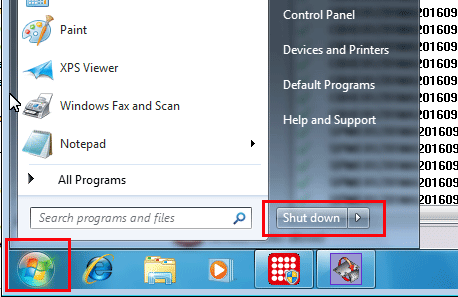 Paint
XPS Viewer
Windows Fax and Scan
Notepad
All Programs
Search programs and files
Control Panel
Devices and Printers
Default Programs
Help and Support
Shut down
201609
201609
201609
201609
201609
201609
201609
201609
201609
201609
201609
201609
201609